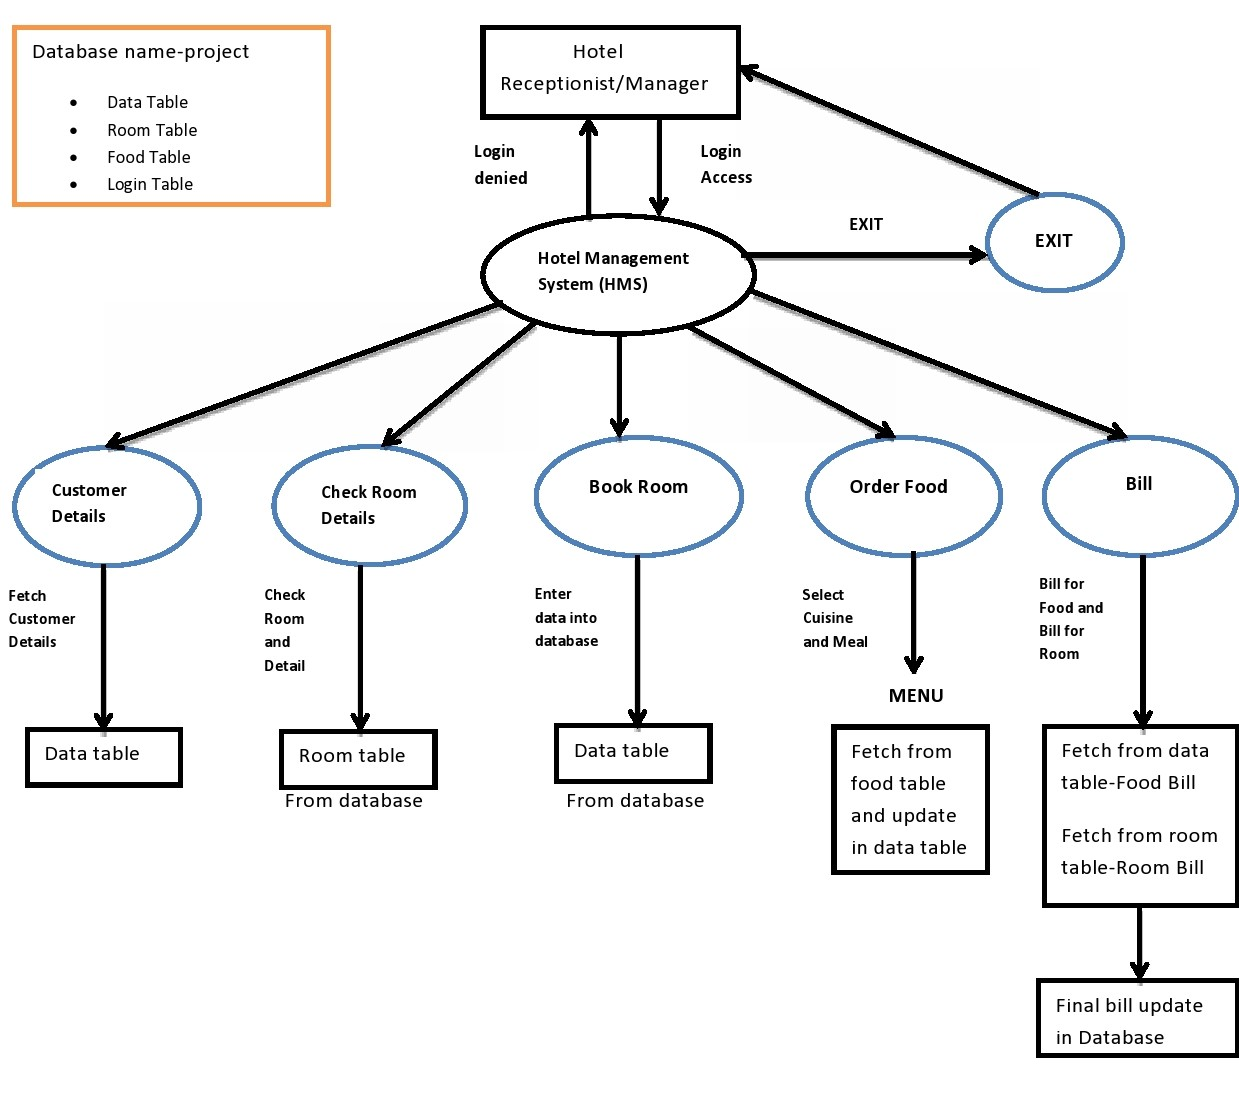 Database name-project
• Data Table
• Room Table
• Food Table
• Login Table
Hotel
Receptionist/Manager
Login
denied
Login
Access
EXIT
EXIT
Hotel Management
System (HMS)
Customer
Details
Check Room
Details
Book Room
Order Food
Bill
Fetch
Customer
Details
Check
Room
and
Detail
Enter
data into
database
Select
Cuisine
and Meal
Bill for
Food and
Bill for
Room
MENU
Data table
Room table
From database
Data table
From database
Fetch from
food table
and update
in data table
Fetch from data
table-Food Bill
Fetch from room
table-Room Bill
Final bill update
in Database